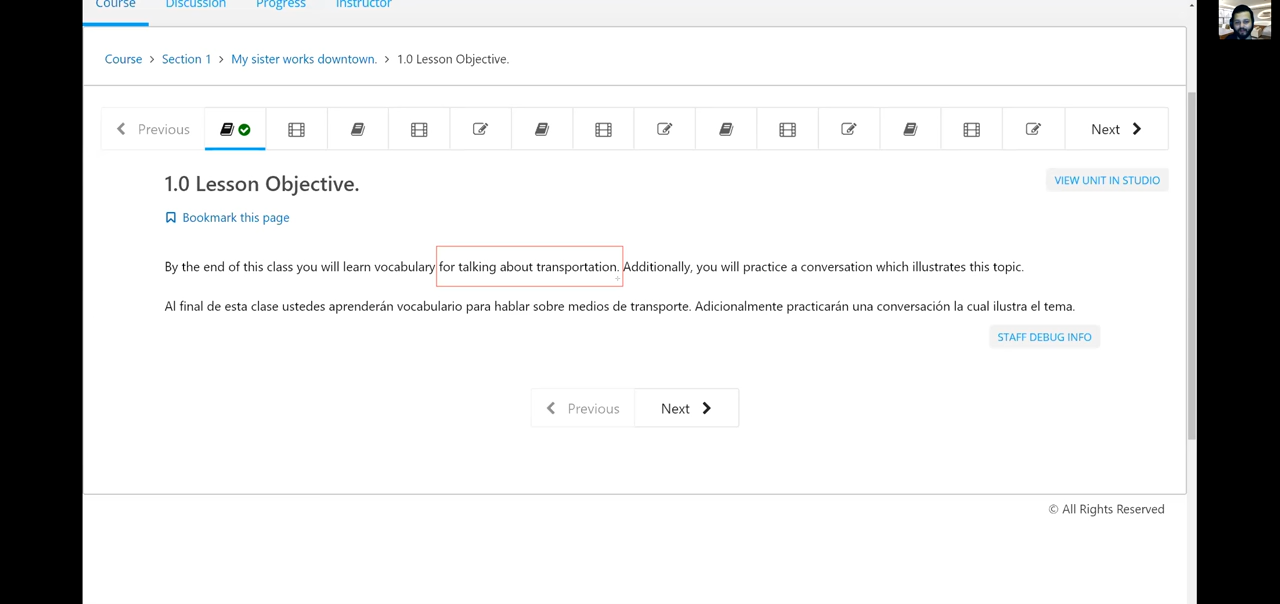 Course Discussion Progress Instructor
Course > Section 1 > My sister works downtown. > 1.0 Lesson Objective.
Previous Next
1.0 Lesson Objective.
VIEW UNIT IN STUDIO
Bookmark this page
By the end of this class you will learn vocabulary for talking about transportation. Additionally, you will practice a conversation which illustrates this topic.
Al final de esta clase ustedes aprenderán vocabulario para hablar sobre medios de transporte. Adicionalmente practicarán una conversación la cual ilustra el tema.
STAFF DEBUG INFO
Previous Next
© All Rights Reserved